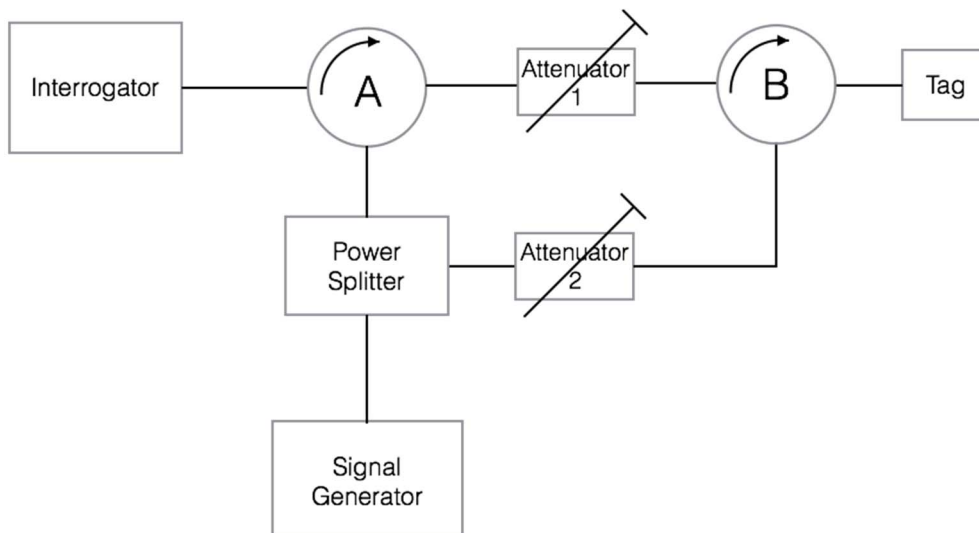 Interrogator
A
Attenuator
1
B
Tag
Power
Splitter
Attenuator
2
Signal
Generator